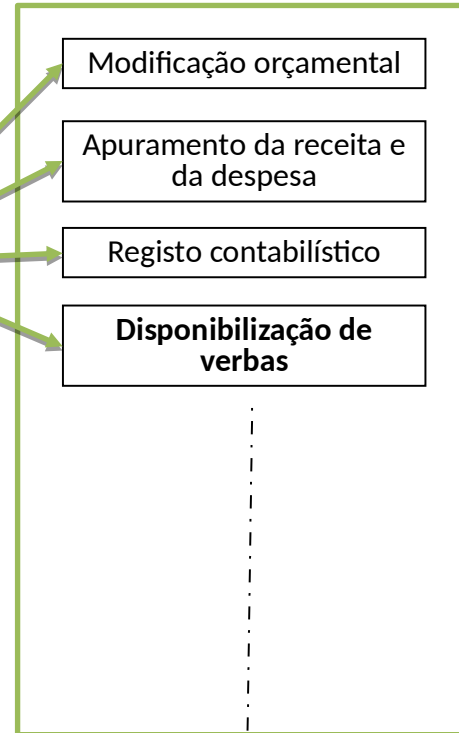 Modificação orçamental
Apuramento da receita e
da despesa
Registo contabilístico
Disponibilização de
verbas